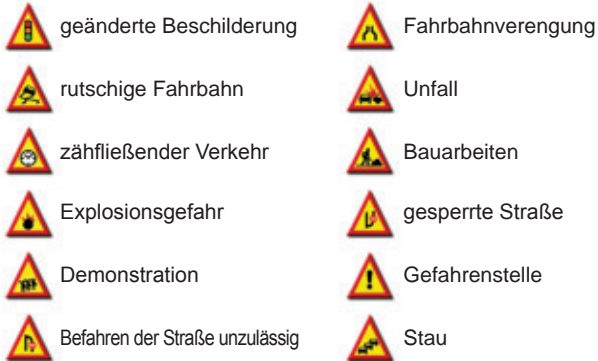 geänderte Beschilderung
Fahrbahnverengung
rutschige Fahrbahn
Unfall
zähfließender Verkehr
Bauarbeiten
Explosionsgefahr
gesperrte Straße
Demonstration
Gefahrenstelle
Befahren der Straße unzulässig
Stau